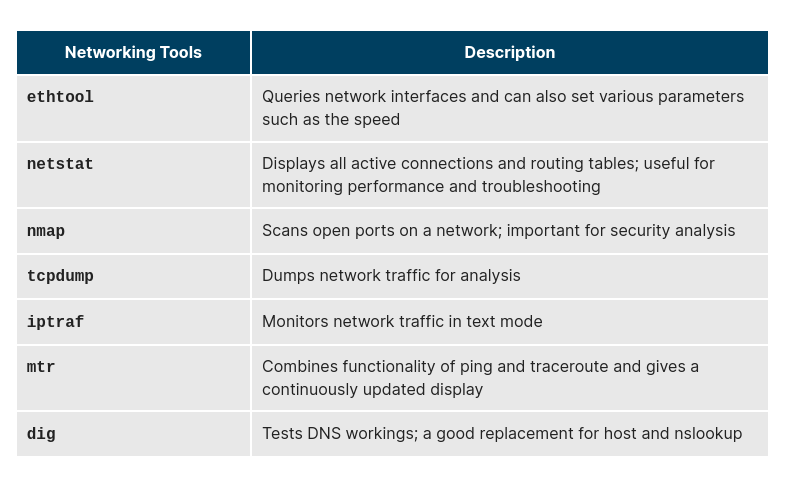 Networking Tools
Description
ethtool
Queries network interfaces and can also set various parameters
such as the speed
netstat
Displays all active connections and routing tables; useful for
monitoring performance and troubleshooting
nmap
Scans open ports on a network; important for security analysis
tcpdump
Dumps network traffic for analysis
iptraf
Monitors network traffic in text mode
mtr
Combines functionality of ping and traceroute and gives a
continuously updated display
dig
Tests DNS workings; a good replacement for host and nslookup